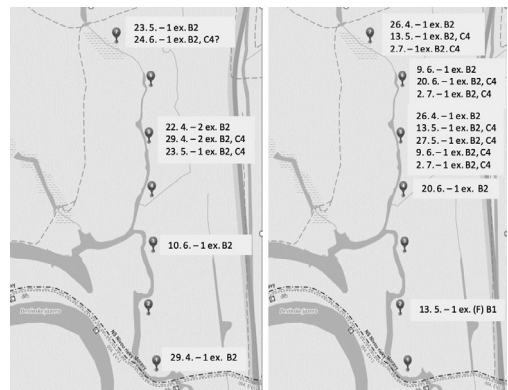 23.5. – 1 ex. B2
24.6. – 1 ex. B2, C4?
22. 4. – 2 ex. B2
29. 4. – 2 ex. B2, C4
23.5. – 1 ex. B2, C4
10. 6. – 1 ex. B2
29. 4. – 1 ex. B2
26.4. – 1 ex. B2
13.5. – 1 ex. B2, C4
2.7. – 1ex. B2, C4
9. 6. – 1 ex. B2
20. 6. – 1 ex. B2, C4
2. 7. – 1 ex. B2, C4
26.4. – 1 ex. B2
13.5. – 1 ex. B2, C4
27.5. – 1 ex. B2, C4
9. 6. – 1 ex. B2, C4
2. 7. – 1 ex. B2, C4
20. 6. – 1 ex. B2
13.5. – 1 ex. (F) B1